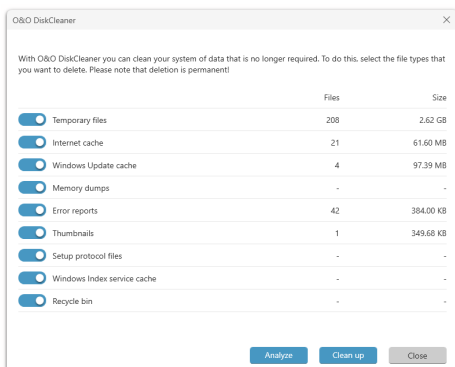 O&O DiskCleaner
With O&O DiskCleaner you can clean your system of data that is no longer required. To do this, select the file types that
you want to delete. Please note that deletion is permanent!
Files Size
Temporary files 208 2.62 GB
Internet cache 21 61.60 MB
Windows Update cache 4 97.39 MB
Memory dumps - -
Error reports 42 384.00 KB
Thumbnails 1 349.68 KB
Setup protocol files - -
Windows Index service cache - -
Recycle bin - -
Analyze Clean up Close